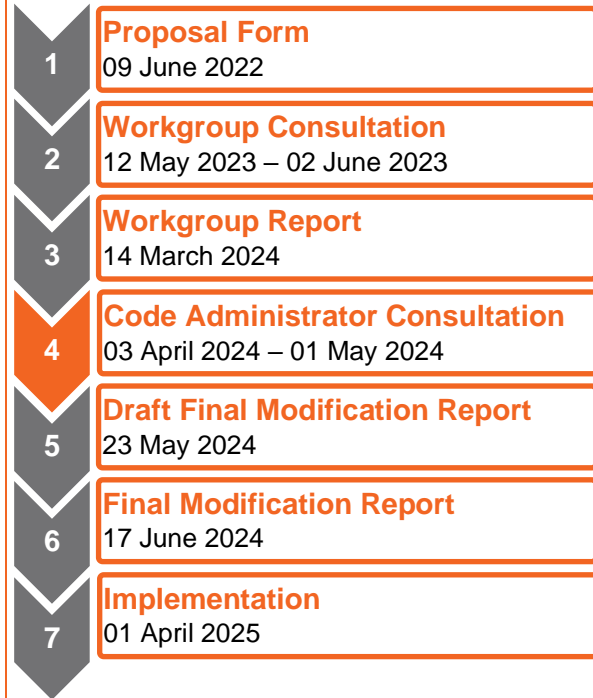 1
Proposal Form
09 June 2022
2
Workgroup Consultation
12 May 2023 – 02 June 2023
3
Workgroup Report
14 March 2024
4
Code Administrator Consultation
03 April 2024 – 01 May 2024
5
Draft Final Modification Report
23 May 2024
6
Final Modification Report
17 June 2024
7
Implementation
01 April 2025